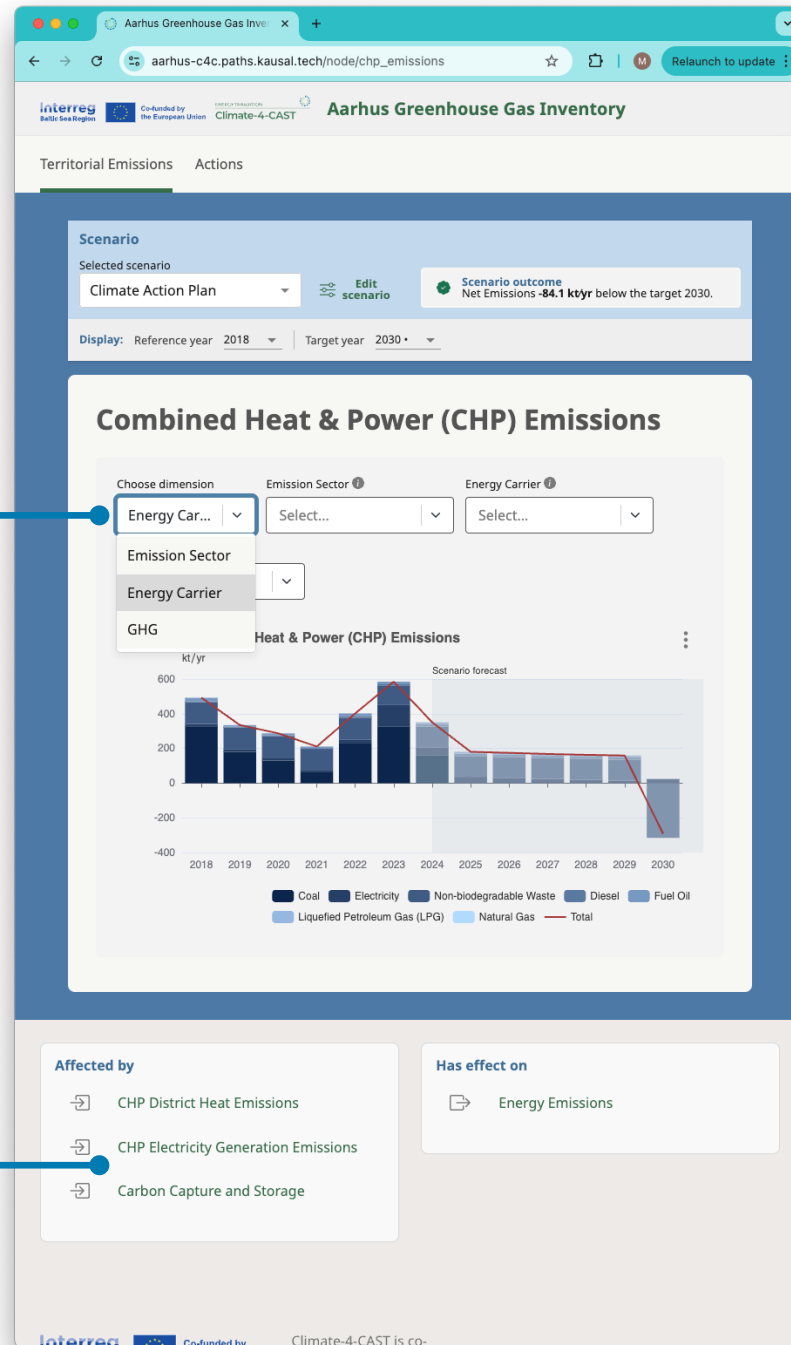 Aarhus Greenhouse Gas Inver
aarhus-c4c.paths.kausal.tech/node/chp_emissions
M
Relaunch to update
Interreg
Baltic Sea Region
Co-funded by
the European Union
Climate-4-CAST
Aarhus Greenhouse Gas Inventory
Territorial Emissions Actions
Scenario
Selected scenario
Climate Action Plan
Edit
scenario
Scenario outcome
Net Emissions -84.1 kt/yr below the target 2030.
Display: Reference year 2018 Target year 2030 •
Combined Heat & Power (CHP) Emissions
Choose dimension Emission Sector Energy Carrier
Energy Car... Select... Select...
Emission Sector
Energy Carrier
GHG
Heat & Power (CHP) Emissions
kt/yr
Scenario forecast
600
400
200
0
-200
-400
2018 2019 2020 2021 2022 2023 2024 2025 2026 2027 2028 2029 2030
Coal Electricity Non-biodegradable Waste Diesel Fuel Oil
Liquefied Petroleum Gas (LPG) Natural Gas Total
Affected by
CHP District Heat Emissions
CHP Electricity Generation Emissions
Carbon Capture and Storage
Has effect on
Energy Emissions
Interreg
Co-funded by
Climate-4-CAST is co-